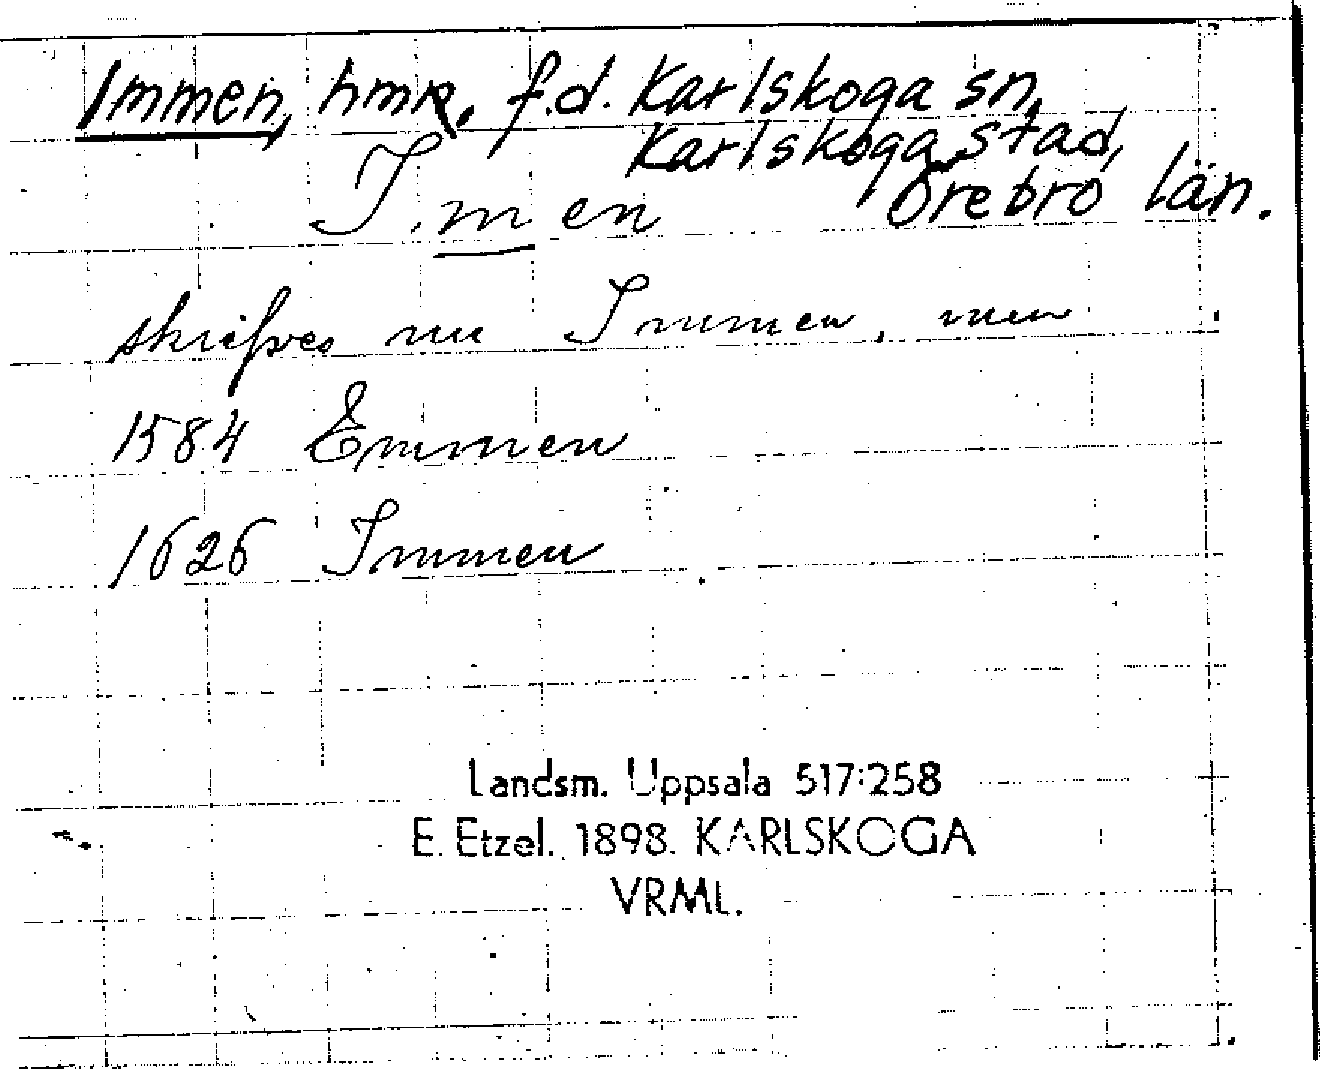 Immen, hmn. f.d. Karlskoga sn,
Karlskoga stad,
Örebro län.
I.men
skrifves nu Immen, men
1584 Emmen
1626 Immen
Landsm. Uppsala 517:258
E. Etzel. 1898. KARLSKOGA
VRML.